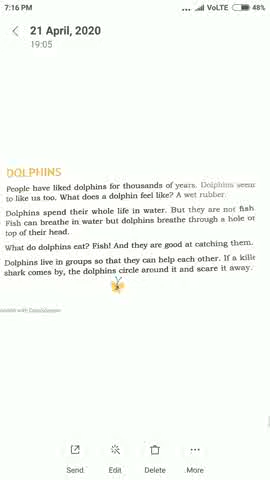 7:16 PM
... VoLTE 48%
21 April, 2020
19:05
DOLPHINS
People have liked dolphins for thousands of years. Dolphins seem
to like us too. What does a dolphin feel like? A wet rubber.
Dolphins spend their whole life in water. But they are not fish.
Fish can breathe in water but dolphins breathe through a hole on
top of their head.
What do dolphins eat? Fish! And they are good at catching them.
Dolphins live in groups so that they can help each other. If a kille
shark comes by, the dolphins circle around it and scare it away.
with CamScanner
Send Edit Delete More